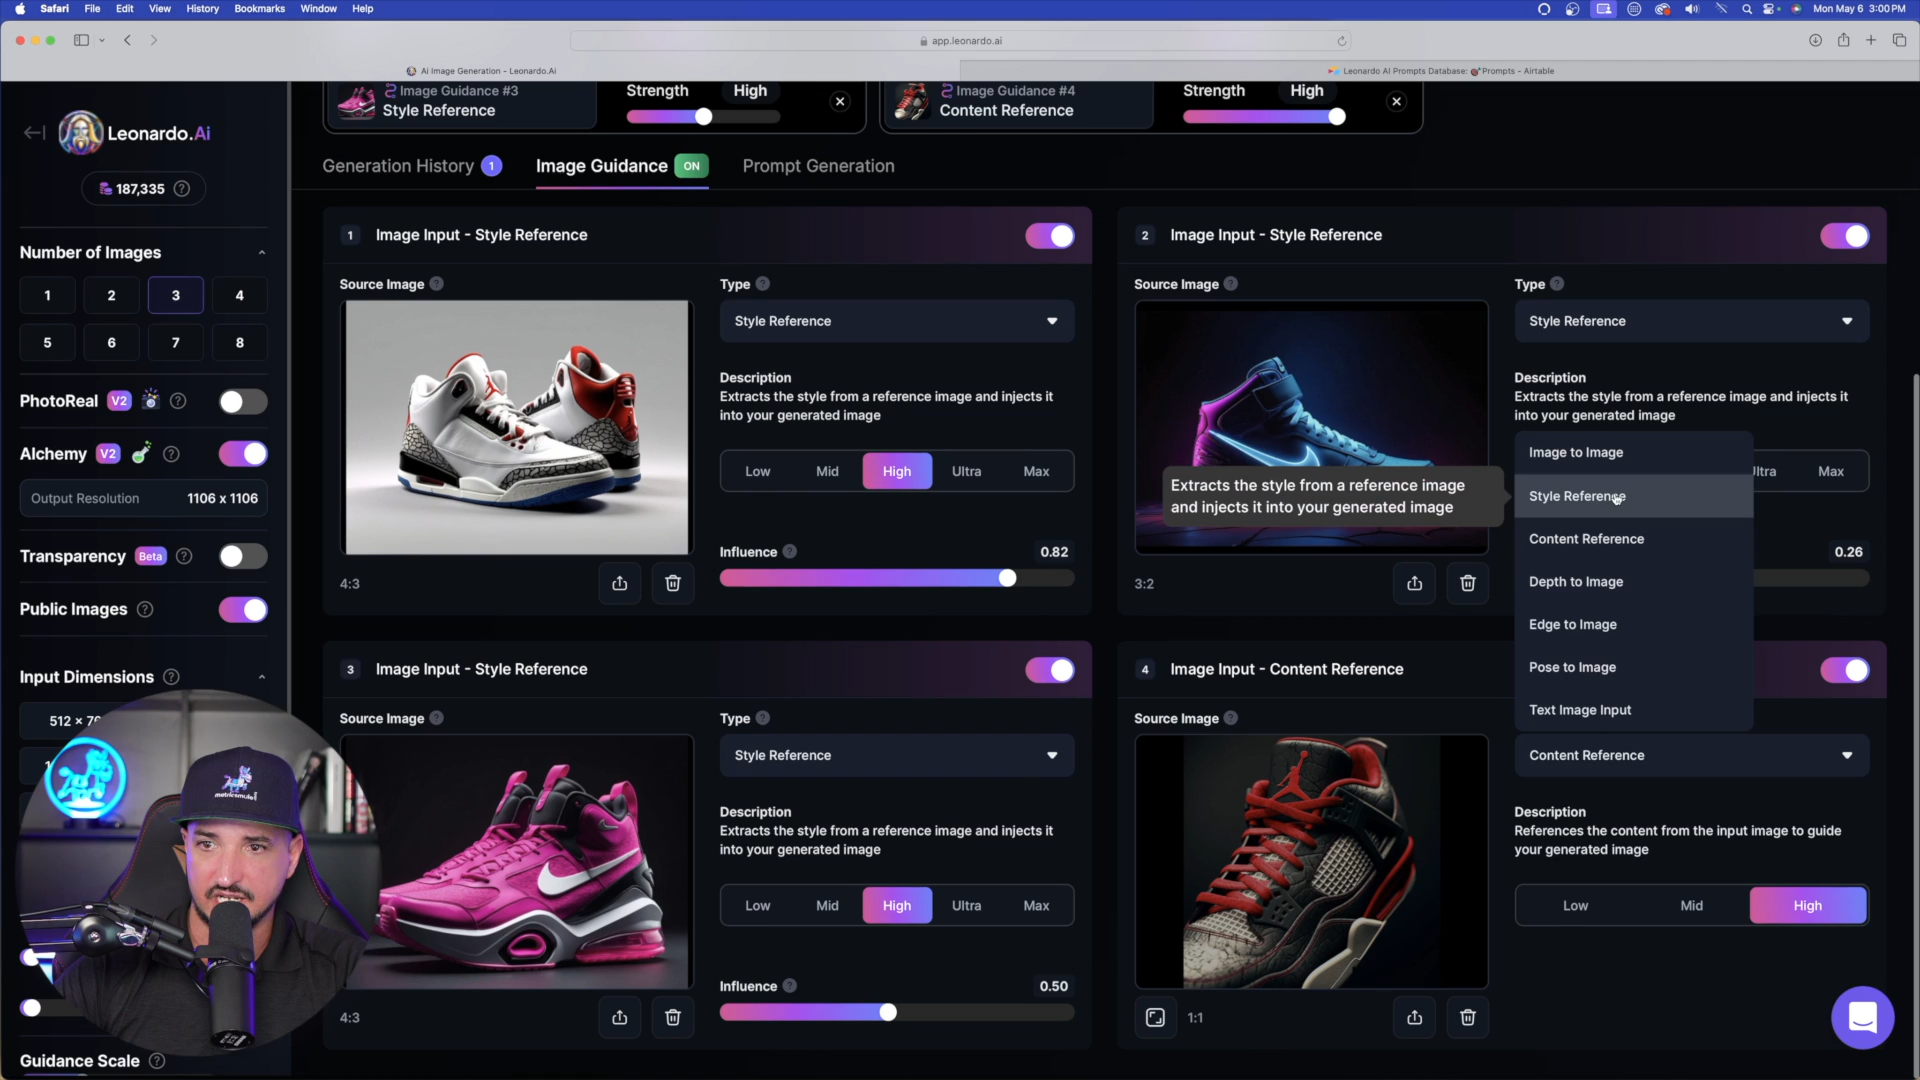 Safari File Edit View History Bookmarks Window Help
Mon May 6 3:00 PM
app.leonardo.ai
Ai Image Generation - Leonardo.Ai
Leonardo AI Prompts Database: Prompts - Airtable
Leonardo.Ai
187,335
Number of Images
1 2 3 4
5 6 7 8
PhotoReal V2
Alchemy V2
Output Resolution 1106 x 1106
Transparency Beta
Public Images
Input Dimensions
Guidance Scale
metricsmule
Image Guidance #3
Style Reference
Strength High
Image Guidance #4
Content Reference
Strength High
Generation History 1
Image Guidance ON
Prompt Generation
1 Image Input - Style Reference
Source Image
4:3
Type
Style Reference
Description
Extracts the style from a reference image and injects it
into your generated image
Low Mid High Ultra Max
Influence 0.82
2 Image Input - Style Reference
Source Image
3:2
Type
Style Reference
Description
Extracts the style from a reference image and injects it
into your generated image
Max
0.26
Extracts the style from a reference image
and injects it into your generated image
Image to Image
Style Reference
Content Reference
Depth to Image
Edge to Image
Pose to Image
Text Image Input
3 Image Input - Style Reference
Source Image
4:3
Type
Style Reference
Description
Extracts the style from a reference image and injects it
into your generated image
Low Mid High Ultra Max
Influence 0.50
4 Image Input - Content Reference
Source Image
1:1
Content Reference
Description
References the content from the input image to guide
your generated image
Low Mid High